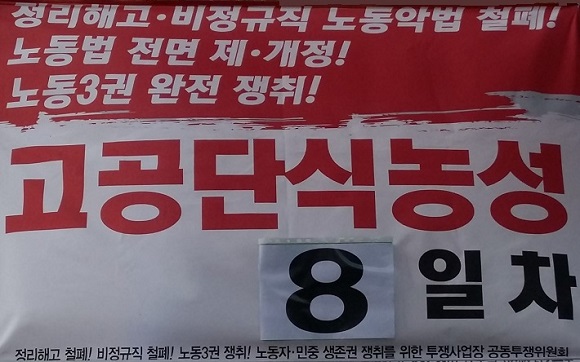 정리해고·비정규직 노동악법 철폐!
노동법 전면 제·개정!
노동3권 완전 쟁취!
고공단식농성
8일차
정리해고 철폐! 비정규직 철폐! 노동3권 쟁취! 노동자·민중 생존권 쟁취를 위한 투쟁사업장 공동투쟁위원회